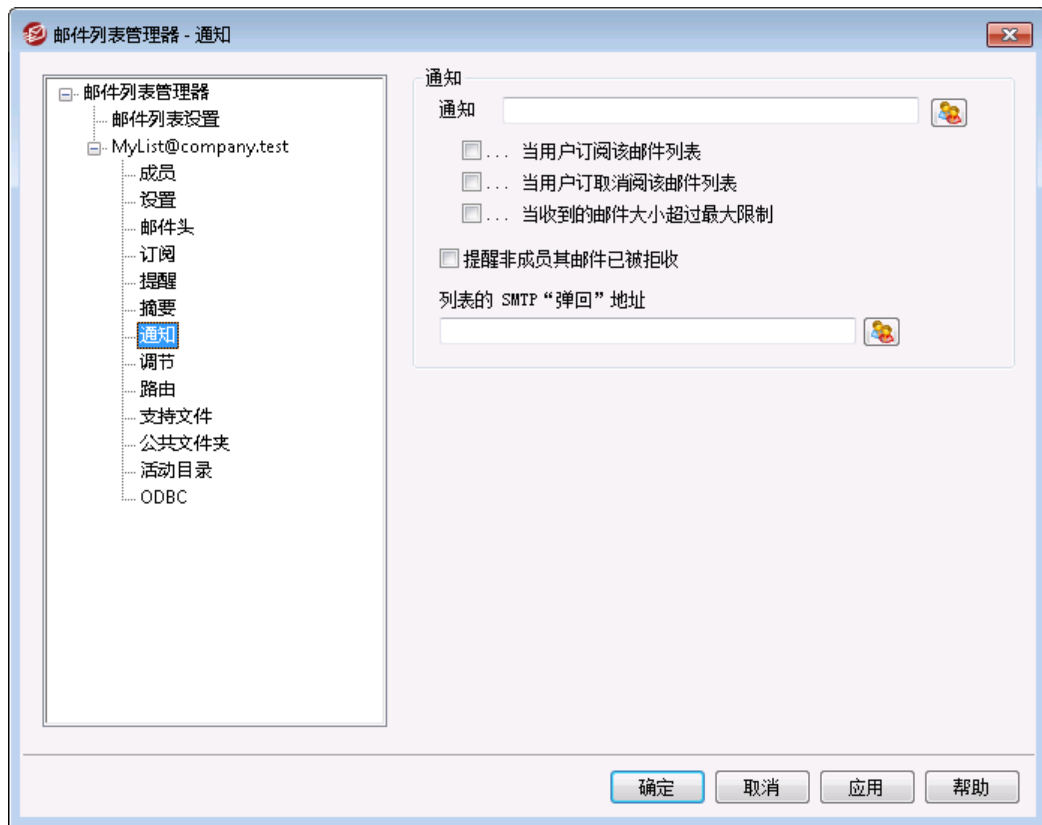 邮件列表管理器 - 通知
邮件列表管理器
邮件列表设置
MyList@company.test
成员
设置
邮件头
订阅
提醒
摘要
通知
调节
路由
支持文件
公共文件夹
活动目录
ODBC
通知
通知
... 当用户订阅该邮件列表
... 当用户订取消阅该邮件列表
... 当收到的邮件大小超过最大限制
提醒非成员其邮件已被拒收
列表的 SMTP“弹回”地址
确定 取消 应用 帮助